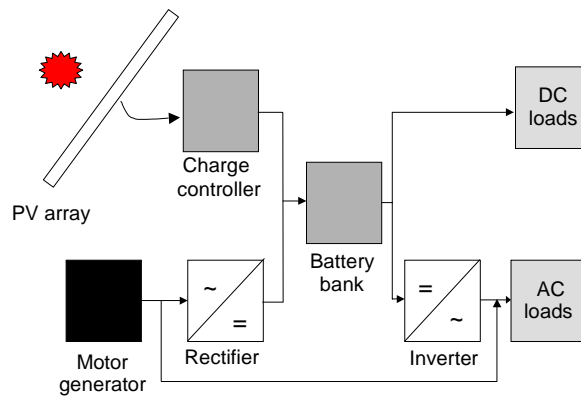 DC
loads
Charge
controller
PV array
Battery
bank
~
=
=
~
AC
loads
Motor
generator
Rectifier
Inverter